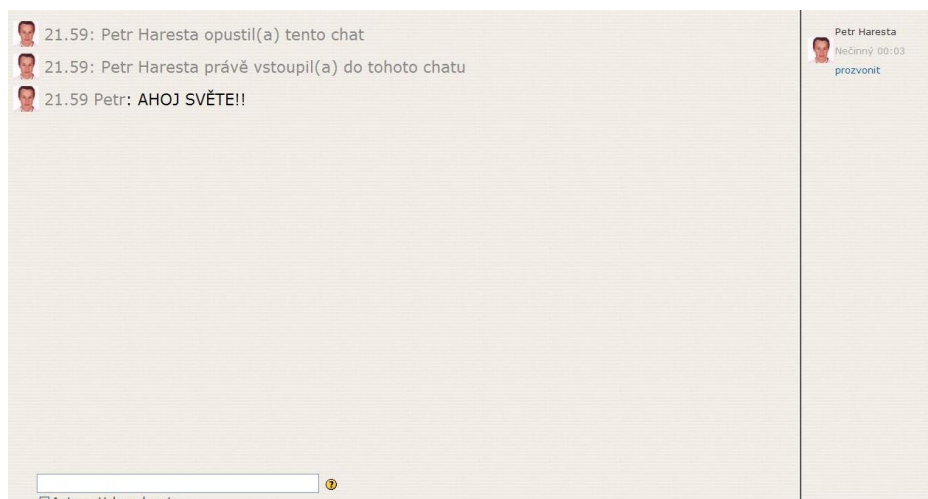 21.59: Petr Haresta opustil(a) tento chat
21.59: Petr Haresta právě vstoupil(a) do tohoto chatu
21.59 Petr: AHOJ SVĚTE!!
Petr Haresta
Nečinný 00:03
prozvonit